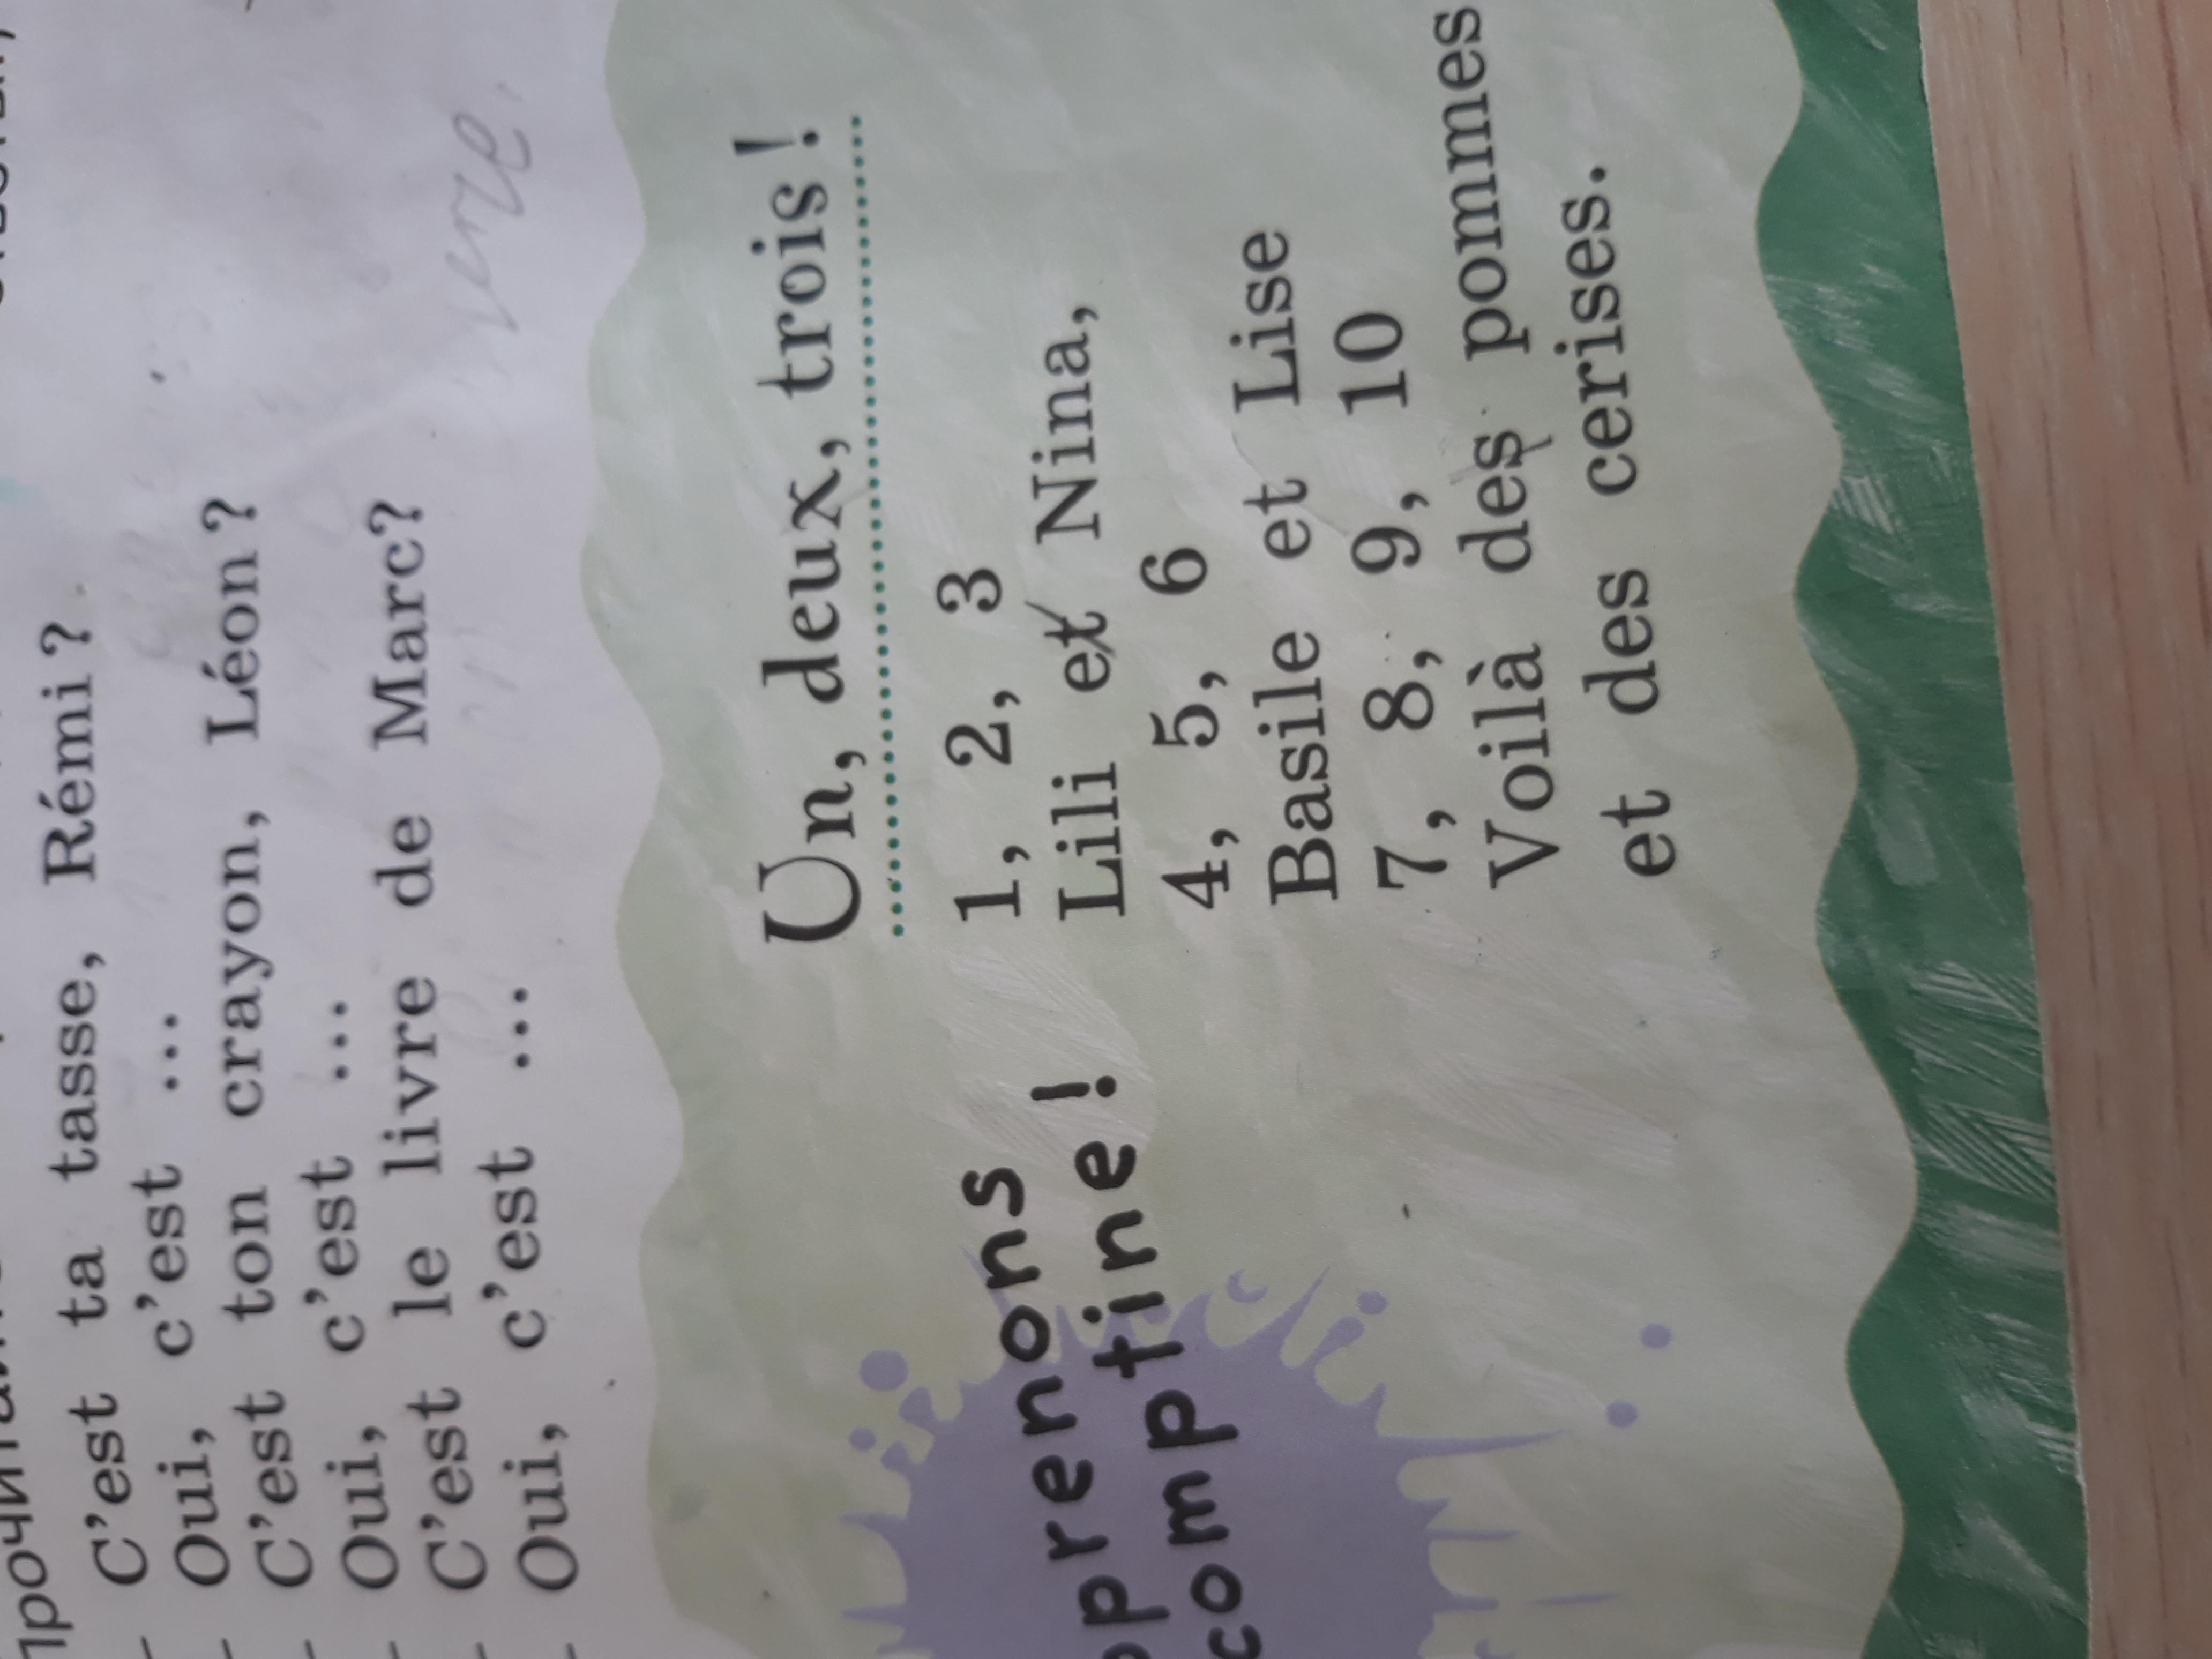 – C'est ta tasse, Rémi ?
– Oui, c'est ...
– C'est ton crayon, Léon ?
– Oui, c'est ...
– C'est le livre de Marc?
– Oui, c'est ...
prenons
comptine !
Un, deux, trois !
1, 2, 3
Lili et Nina,
4, 5, 6
Basile et Lise
7, 8, 9, 10
Voilà des pommes
et des cerises.